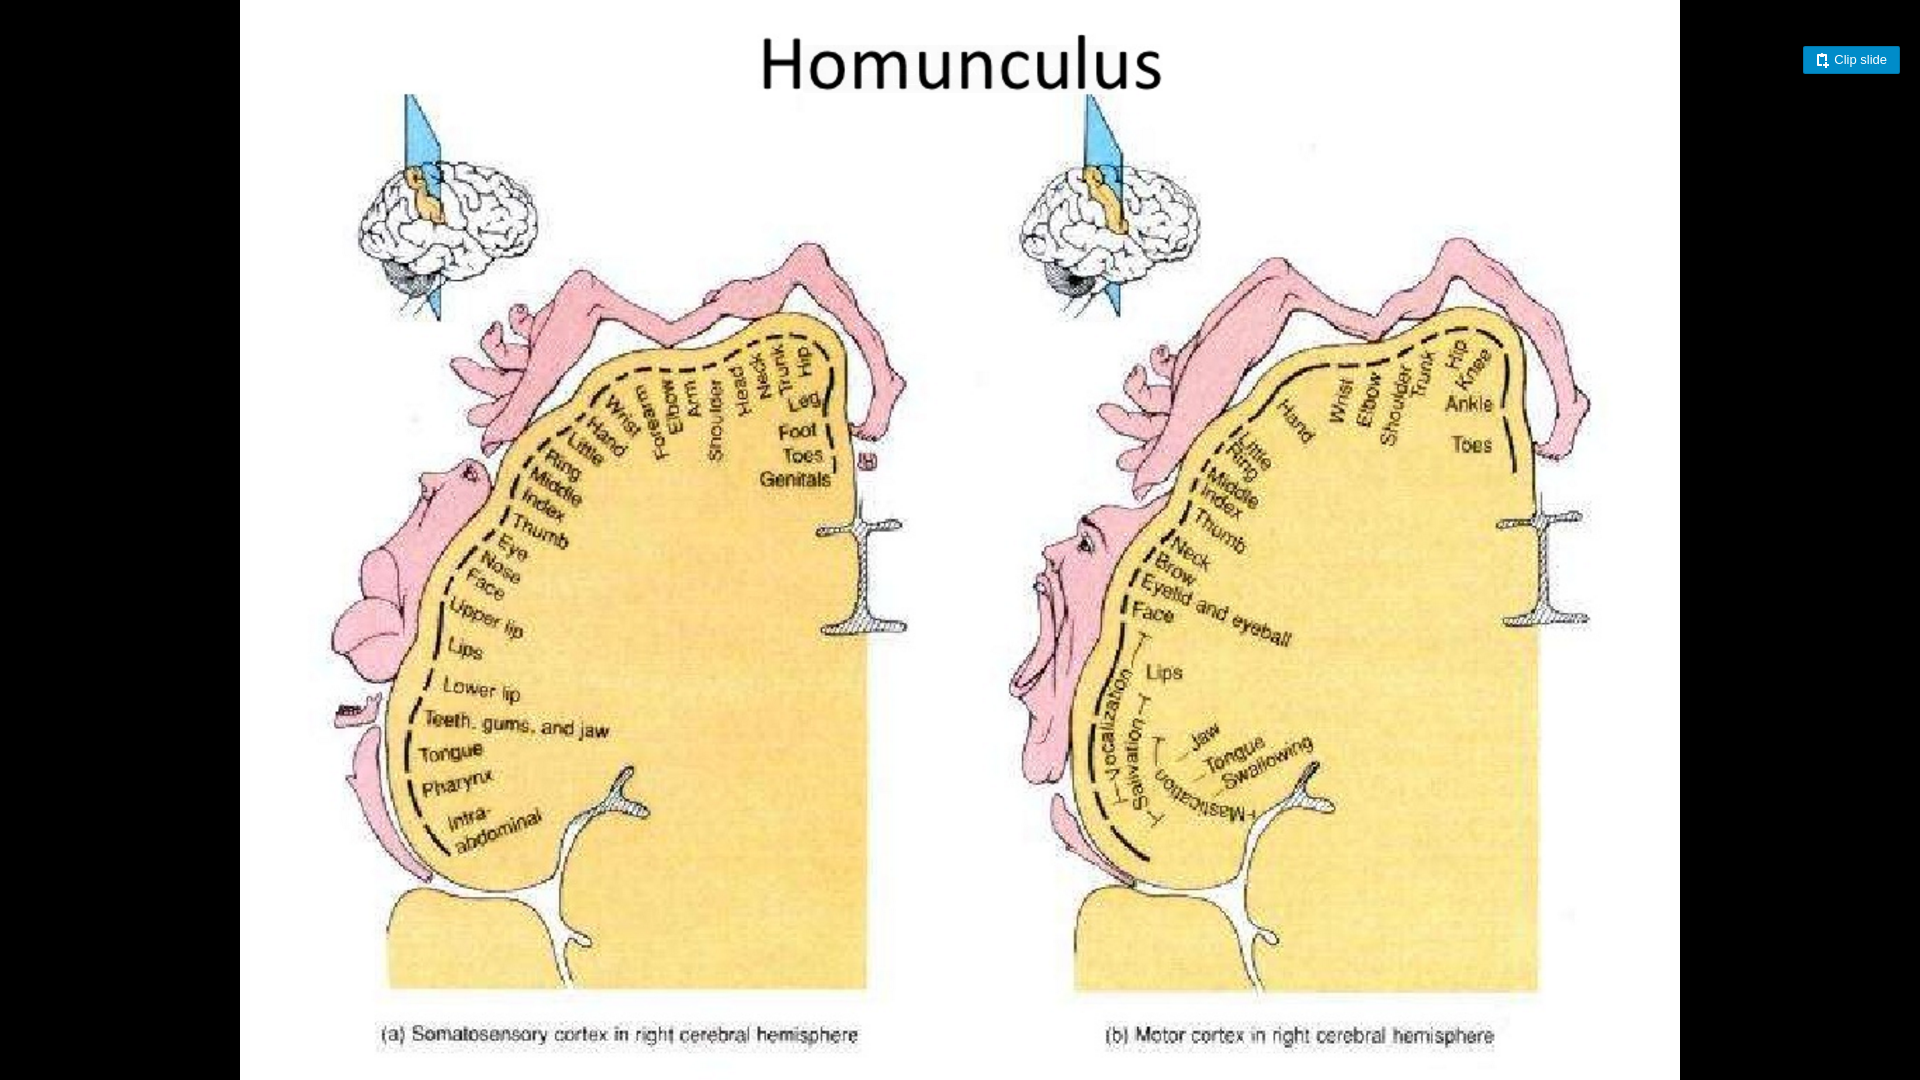 Homunculus
Clip slide
Hip
Trunk
Neck
Head
Shoulder
Arm
Elbow
Forearm
Wrist
Hand
Little
Ring
Middle
Index
Thumb
Eye
Nose
Face
Upper lip
Lips
Lower lip
Teeth, gums, and jaw
Tongue
Pharynx
Intra-
abdominal
Leg
Foot
Toes
Genitals
(a) Somatosensory cortex in right cerebral hemisphere
Hip
Knee
Ankle
Toes
Trunk
Shoulder
Elbow
Wrist
Hand
Little
Ring
Middle
Index
Thumb
Neck
Brow
Eyelid and eyeball
Face
Lips
Vocalization
Salivation
Jaw
Tongue
Swallowing
Mastication
(b) Motor cortex in right cerebral hemisphere